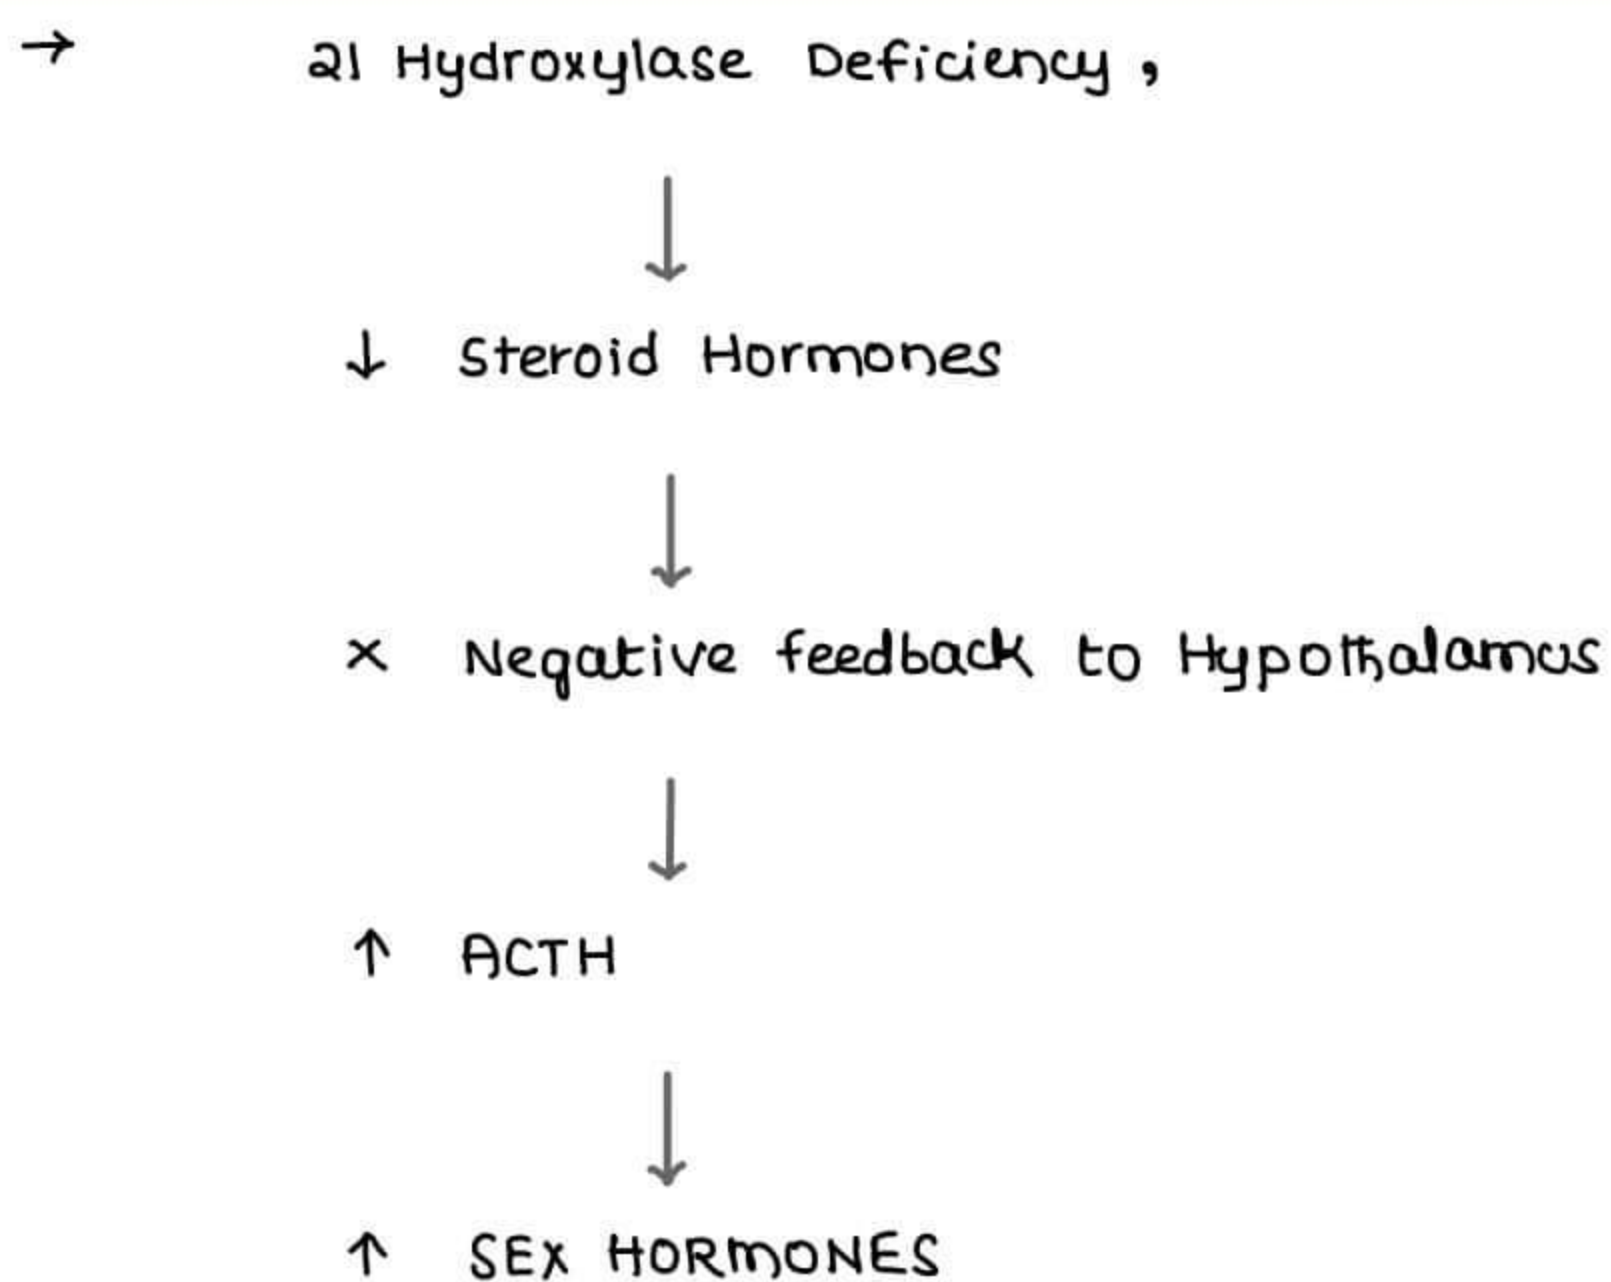 → 21 Hydroxylase Deficiency,
↓
↓ Steroid Hormones
↓
× Negative feedback to Hypothalamus
↓
↑ ACTH
↓
↑ SEX HORMONES